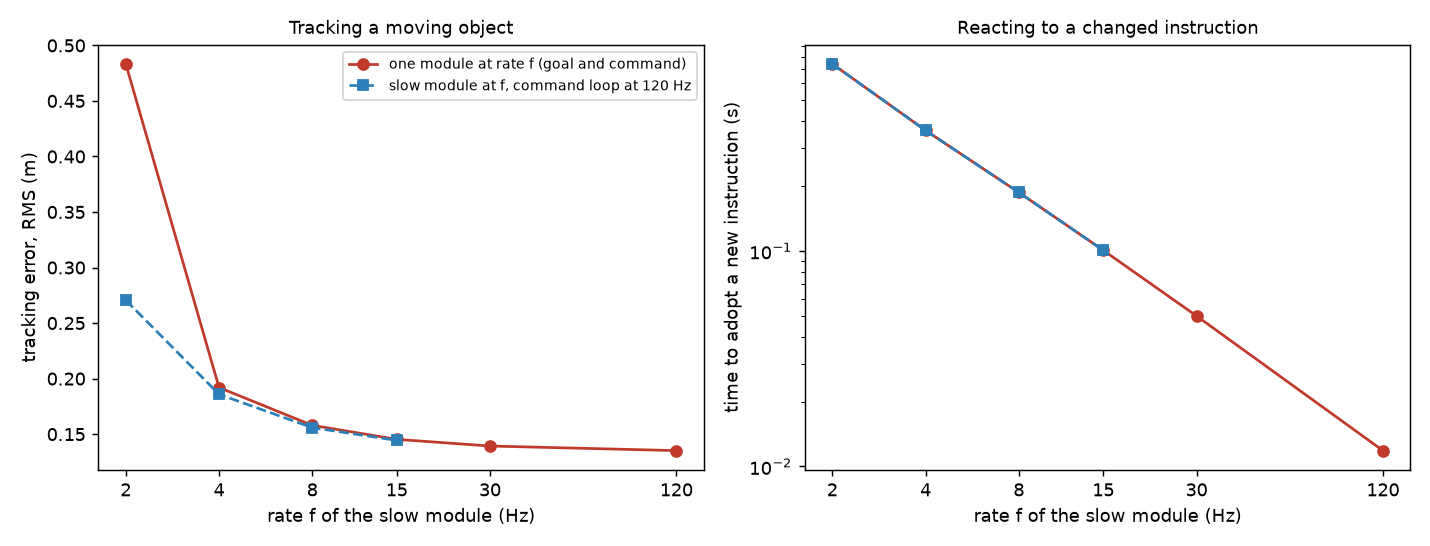 Tracking a moving object
0.50
0.45
0.40
0.35
0.30
0.25
0.20
0.15
tracking error, RMS (m)
one module at rate f (goal and command)
slow module at f, command loop at 120 Hz
2 4 8 15 30 120
rate f of the slow module (Hz)
Reacting to a changed instruction
10⁻¹
10⁻²
time to adopt a new instruction (s)
2 4 8 15 30 120
rate f of the slow module (Hz)